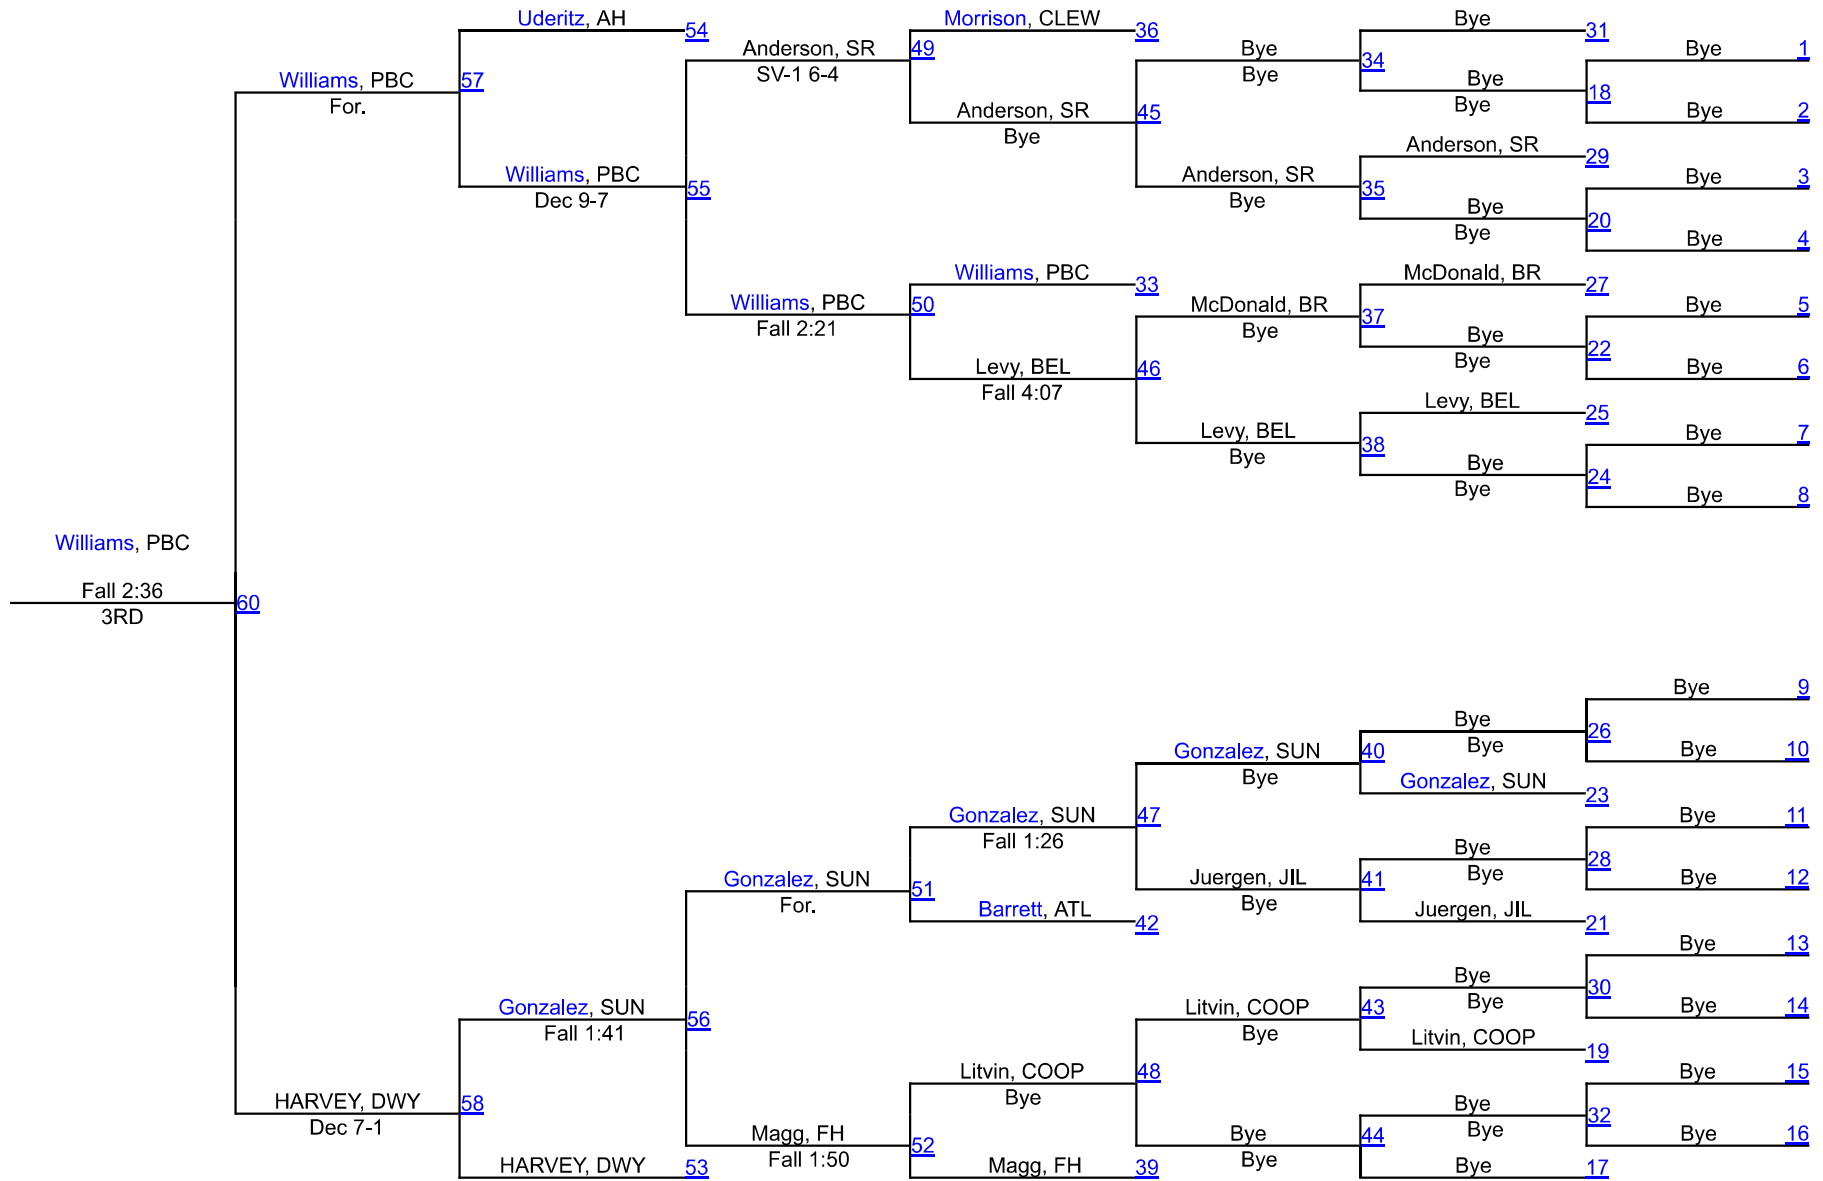 Uderitz, AH
54
Morrison, CLEW
36
Bye
31
Bye
1
Anderson, SR
49
SV-1 6-4
Bye
34
Bye
Williams, PBC
57
For.
Bye
18
Bye
Anderson, SR
45
Bye
Bye
2
Anderson, SR
29
Williams, PBC
55
Dec 9-7
Anderson, SR
35
Bye
Bye
3
Bye
20
Bye
Bye
4
Williams, PBC
33
McDonald, BR
27
Williams, PBC
50
Fall 2:21
McDonald, BR
37
Bye
Bye
5
Bye
22
Bye
Levy, BEL
46
Fall 4:07
Bye
6
Levy, BEL
25
Levy, BEL
38
Bye
Bye
7
Bye
24
Bye
Bye
8
Williams, PBC
Fall 2:36
60
3RD
Bye
9
Bye
26
Bye
Gonzalez, SUN
40
Bye
Bye
10
Gonzalez, SUN
23
Gonzalez, SUN
47
Fall 1:26
Bye
11
Bye
28
Bye
Gonzalez, SUN
51
For.
Juergen, JIL
41
Bye
Bye
12
Barrett, ATL
42
Juergen, JIL
21
Bye
13
Bye
30
Bye
Gonzalez, SUN
56
Fall 1:41
Litvin, COOP
43
Bye
Bye
14
Litvin, COOP
19
Litvin, COOP
48
Bye
Bye
15
HARVEY, DWY
58
Dec 7-1
Bye
32
Bye
Magg, FH
52
Fall 1:50
Bye
44
Bye
Bye
16
HARVEY, DWY
53
Magg, FH
39
Bye
17